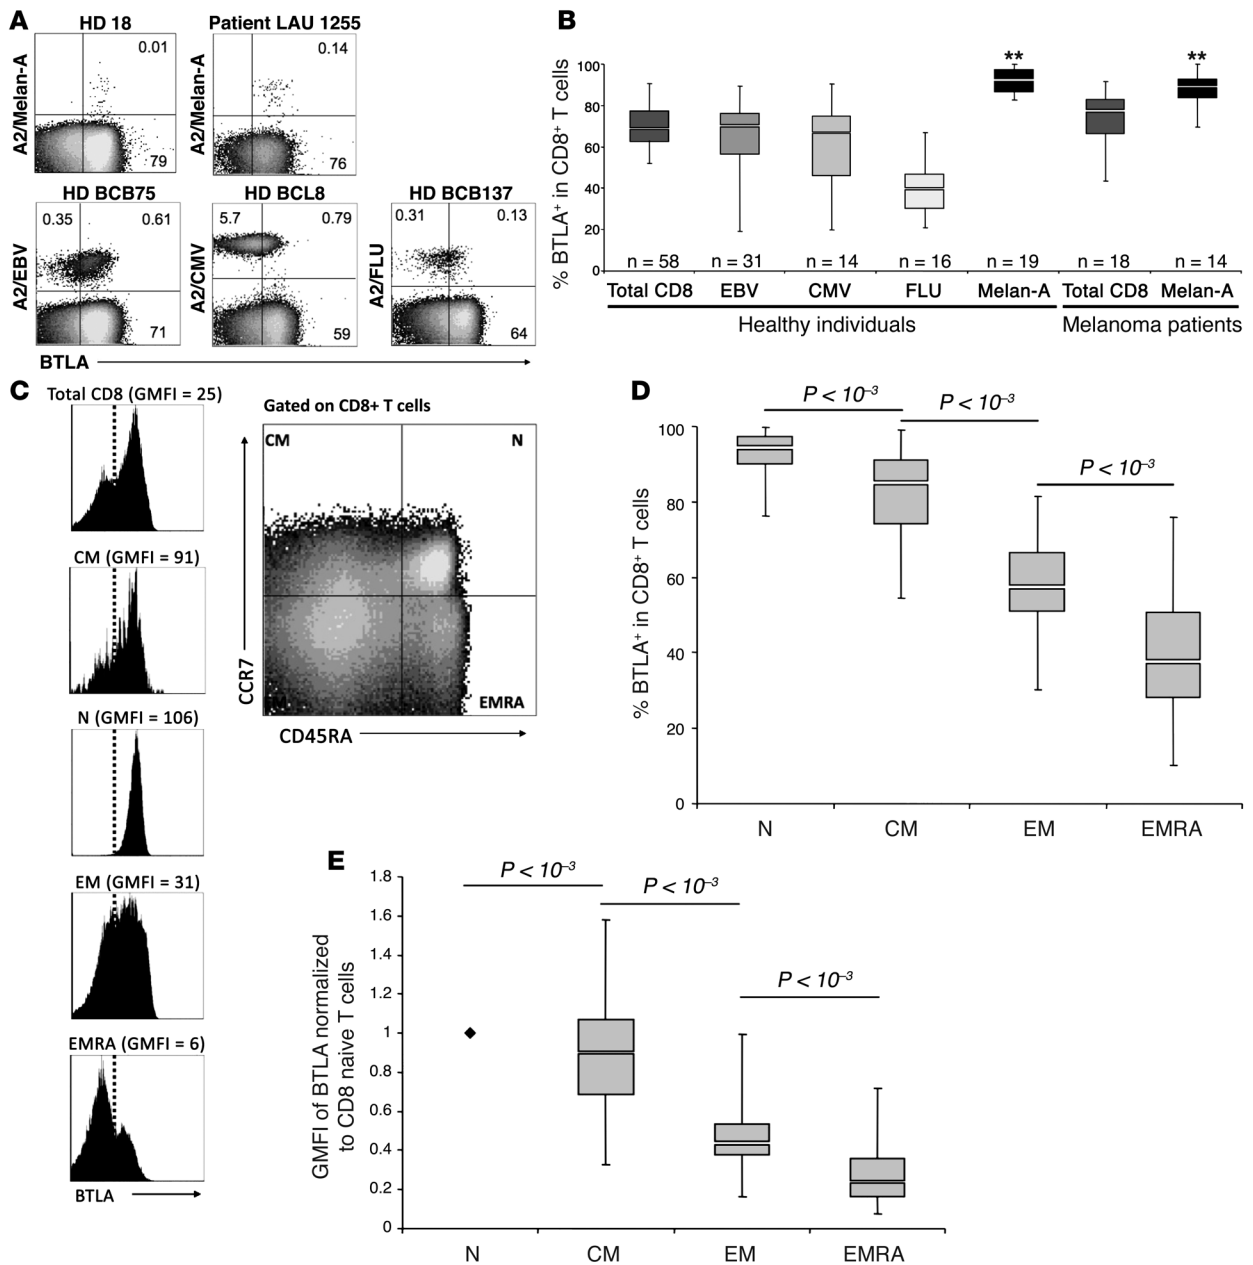 A
HD 18
Patient LAU 1255
A2/Melan-A
0.01
79
A2/Melan-A
0.14
76
HD BCB75
HD BCL8
HD BCB137
A2/EBV
0.35
0.61
71
A2/CMV
5.7
0.79
59
A2/FLU
0.31
0.13
64
BTLA
B
% BTLA⁺ in CD8⁺ T cells
100
80
60
40
20
0
**
**
n = 58
n = 31
n = 14
n = 16
n = 19
n = 18
n = 14
Total CD8
EBV
CMV
FLU
Melan-A
Total CD8
Melan-A
Healthy individuals
Melanoma patients
C
Total CD8 (GMFI = 25)
CM (GMFI = 91)
N (GMFI = 106)
EM (GMFI = 31)
EMRA (GMFI = 6)
BTLA
Gated on CD8+ T cells
CM
N
EMRA
CCR7
CD45RA
D
P < 10⁻³
P < 10⁻³
P < 10⁻³
% BTLA⁺ in CD8⁺ T cells
100
80
60
40
20
0
N
CM
EM
EMRA
E
P < 10⁻³
P < 10⁻³
P < 10⁻³
GMFI of BTLA normalized
to CD8 naive T cells
1.8
1.6
1.4
1.2
1
0.8
0.6
0.4
0.2
0
N
CM
EM
EMRA